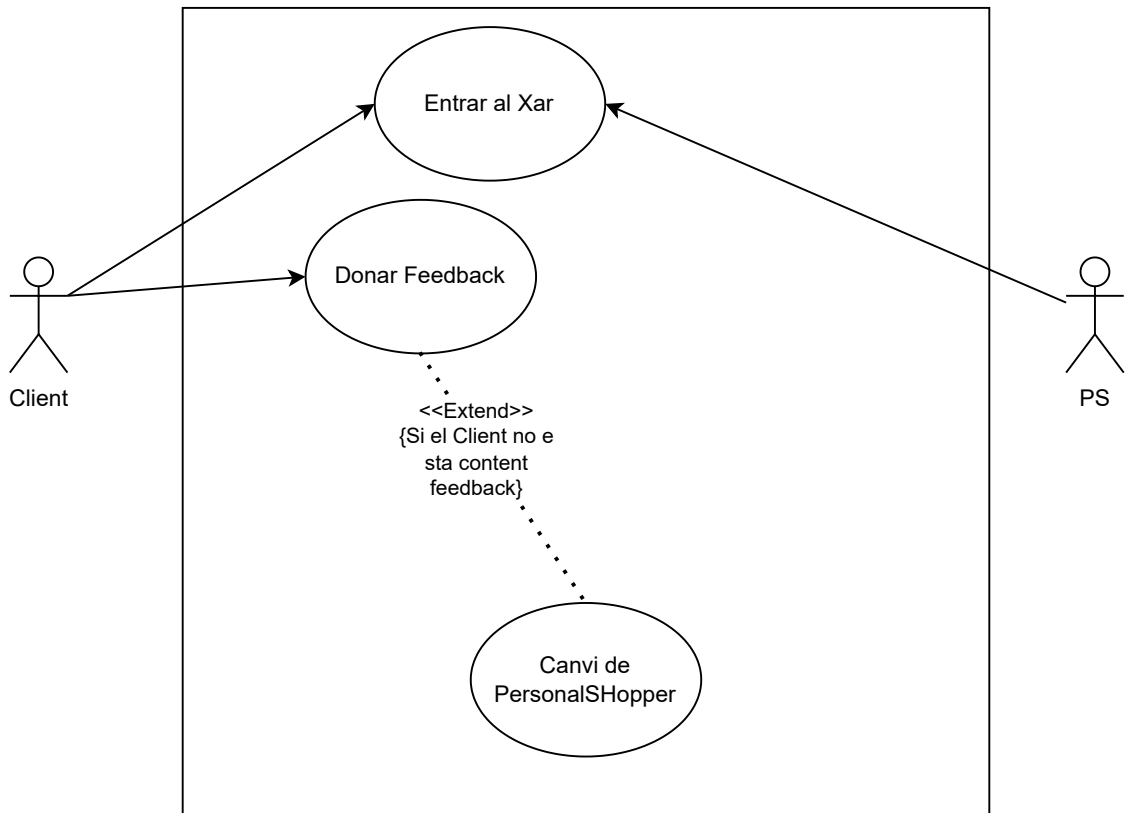 Entrar al Xar
Donar Feedback
Client
PS
<<Extend>>
{Si el Client no e
sta content
feedback}
Canvi de
PersonalSHopper